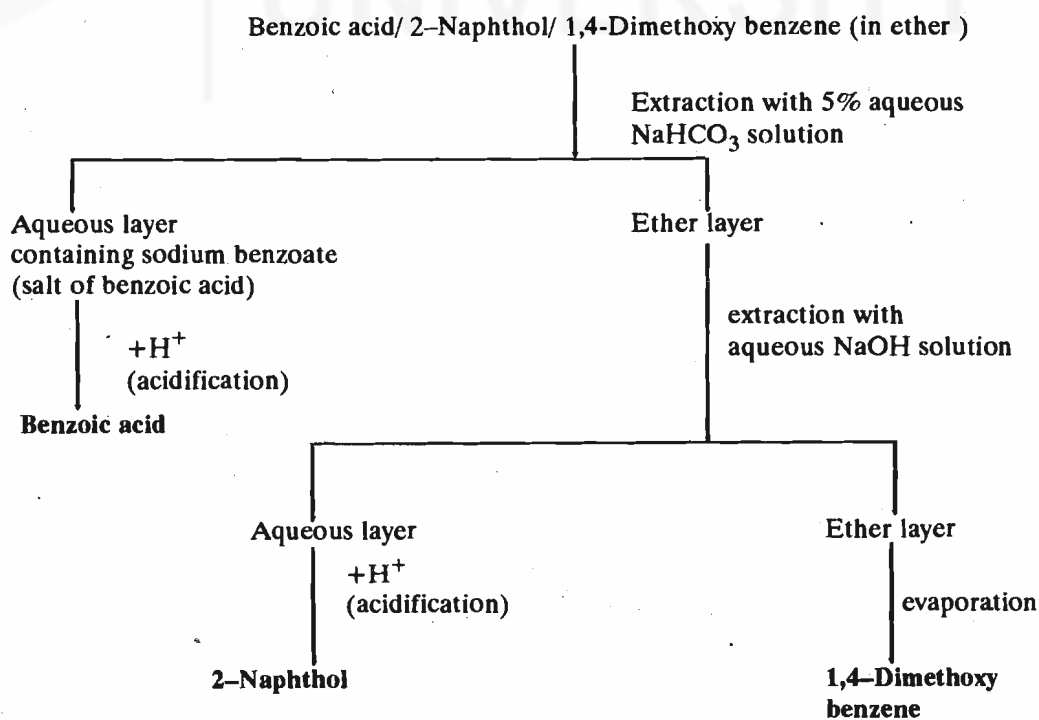 Benzoic acid/ 2–Naphthol/ 1,4-Dimethoxy benzene (in ether )
Extraction with 5% aqueous
NaHCO₃ solution
Aqueous layer
containing sodium benzoate
(salt of benzoic acid)
Ether layer
+H⁺
(acidification)
extraction with
aqueous NaOH solution
Benzoic acid
Aqueous layer
Ether layer
+H⁺
(acidification)
evaporation
2–Naphthol
1,4–Dimethoxy
benzene